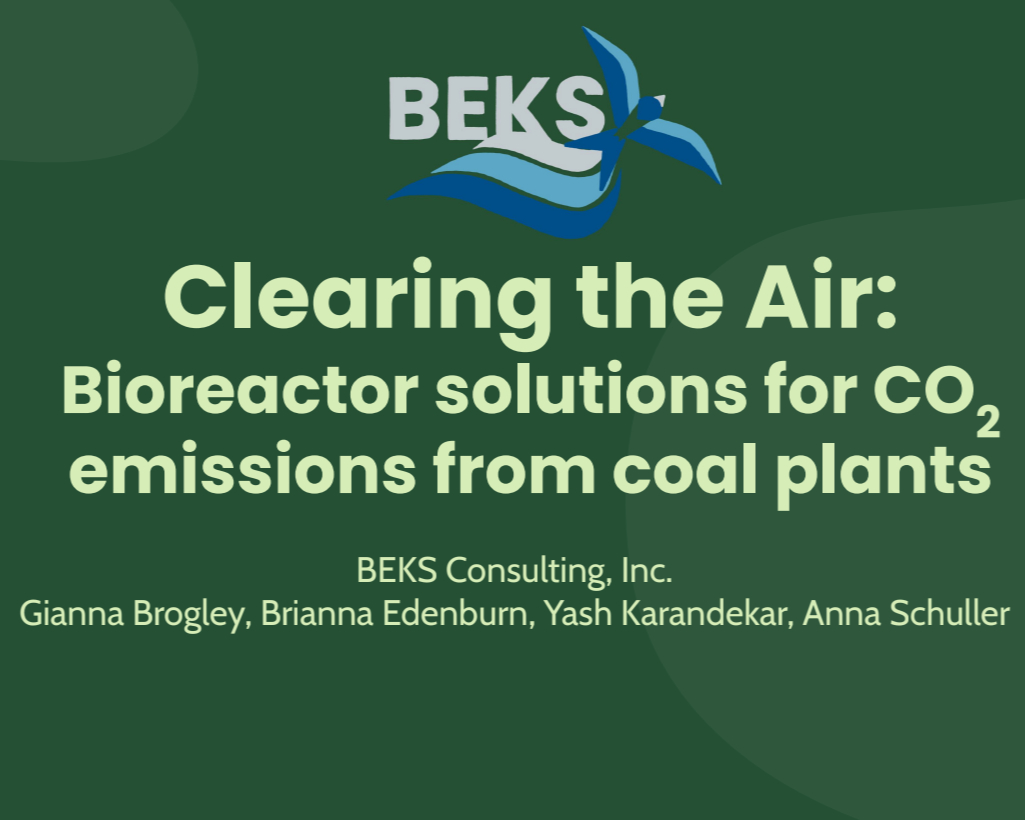 BEKS
Clearing the Air:
Bioreactor solutions for CO₂
emissions from coal plants
BEKS Consulting, Inc.
Gianna Brogley, Brianna Edenburn, Yash Karandekar, Anna Schuller